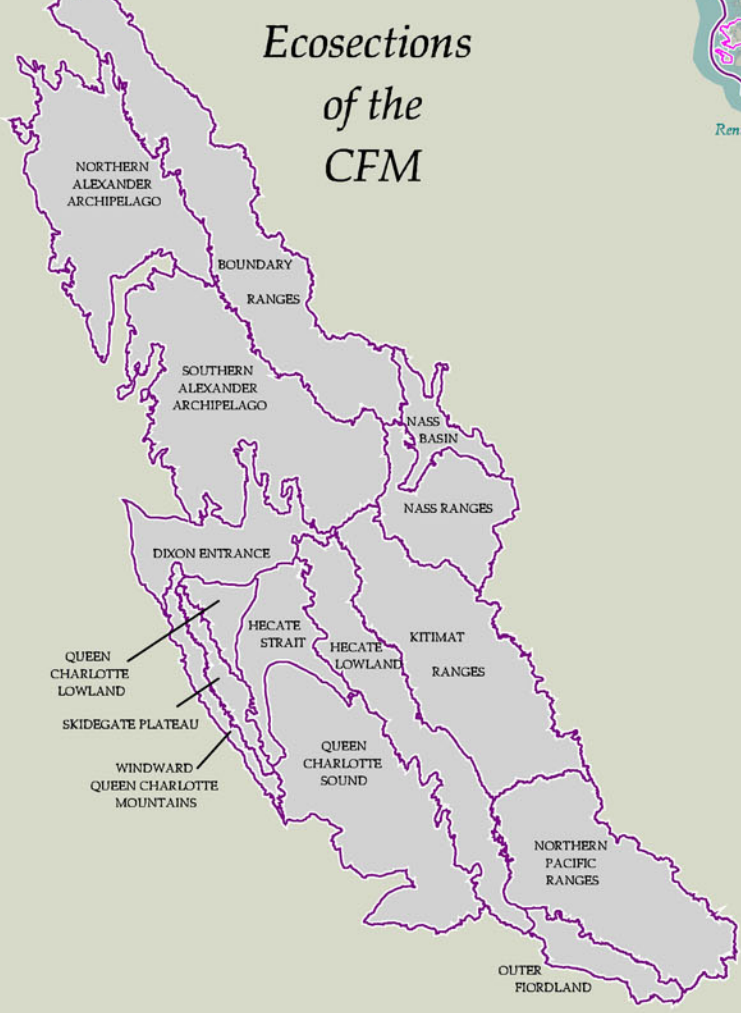 Ecosections
of the
CFM
Ren
NORTHERN
ALEXANDER
ARCHIPELAGO
BOUNDARY
RANGES
SOUTHERN
ALEXANDER
ARCHIPELAGO
NASS
BASIN
NASS RANGES
DIXON ENTRANCE
HECATE
STRAIT
HECATE
LOWLAND
KITIMAT
RANGES
QUEEN
CHARLOTTE
LOWLAND
SKIDEGATE PLATEAU
WINDWARD
QUEEN CHARLOTTE
MOUNTAINS
QUEEN
CHARLOTTE
SOUND
NORTHERN
PACIFIC
RANGES
OUTER
FIORDLAND